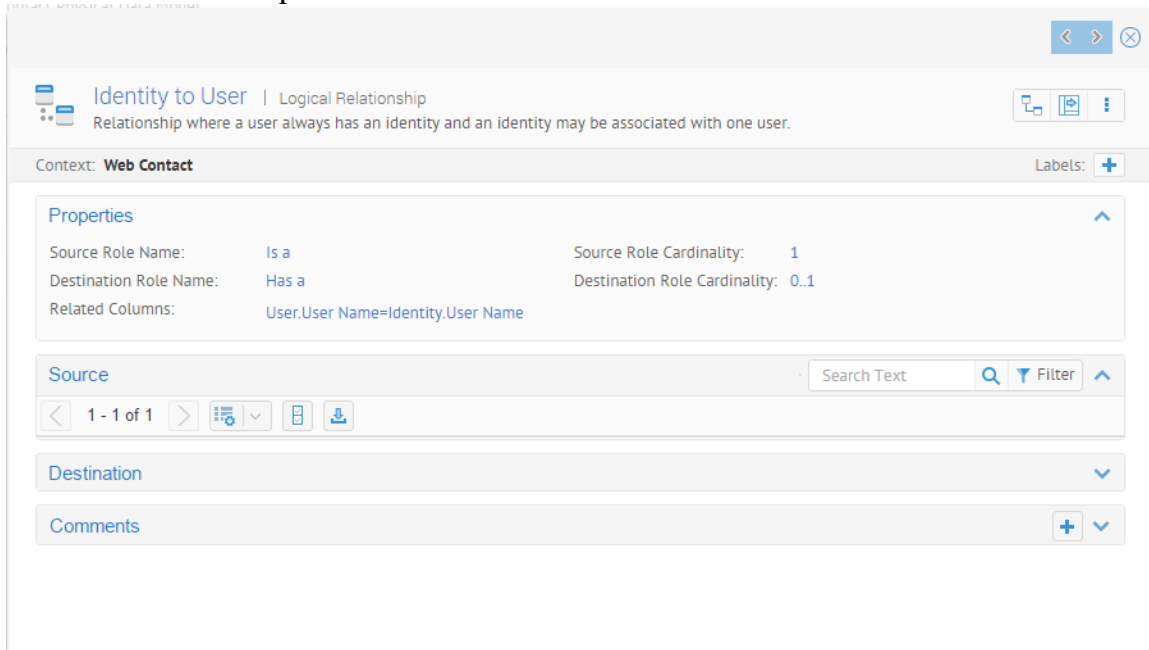 Identity to User | Logical Relationship
Relationship where a user always has an identity and an identity may be associated with one user.
Context: Web Contact Labels:
Properties
Source Role Name: Is a Source Role Cardinality: 1
Destination Role Name: Has a Destination Role Cardinality: 0..1
Related Columns: User.User Name=Identity.User Name
Source Search Text Filter
1 - 1 of 1
Destination
Comments